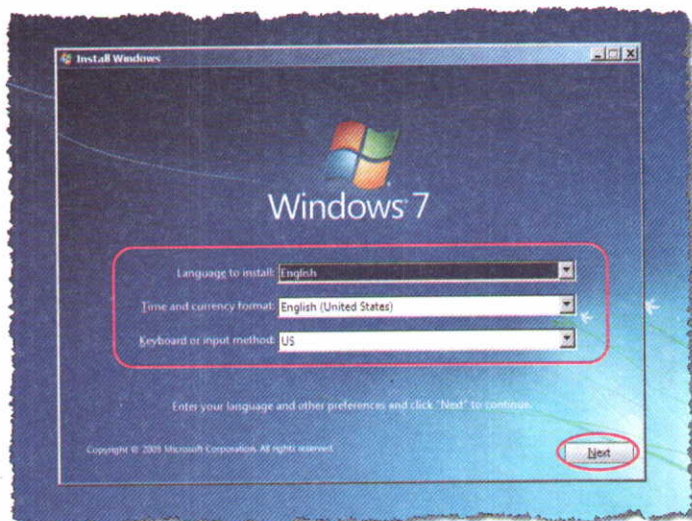 Install Windows
Windows 7
Language to install: English
Time and currency format: English (United States)
Keyboard or input method: US
Enter your language and other preferences and click "Next" to continue.
Copyright © 2009 Microsoft Corporation. All rights reserved.
Next